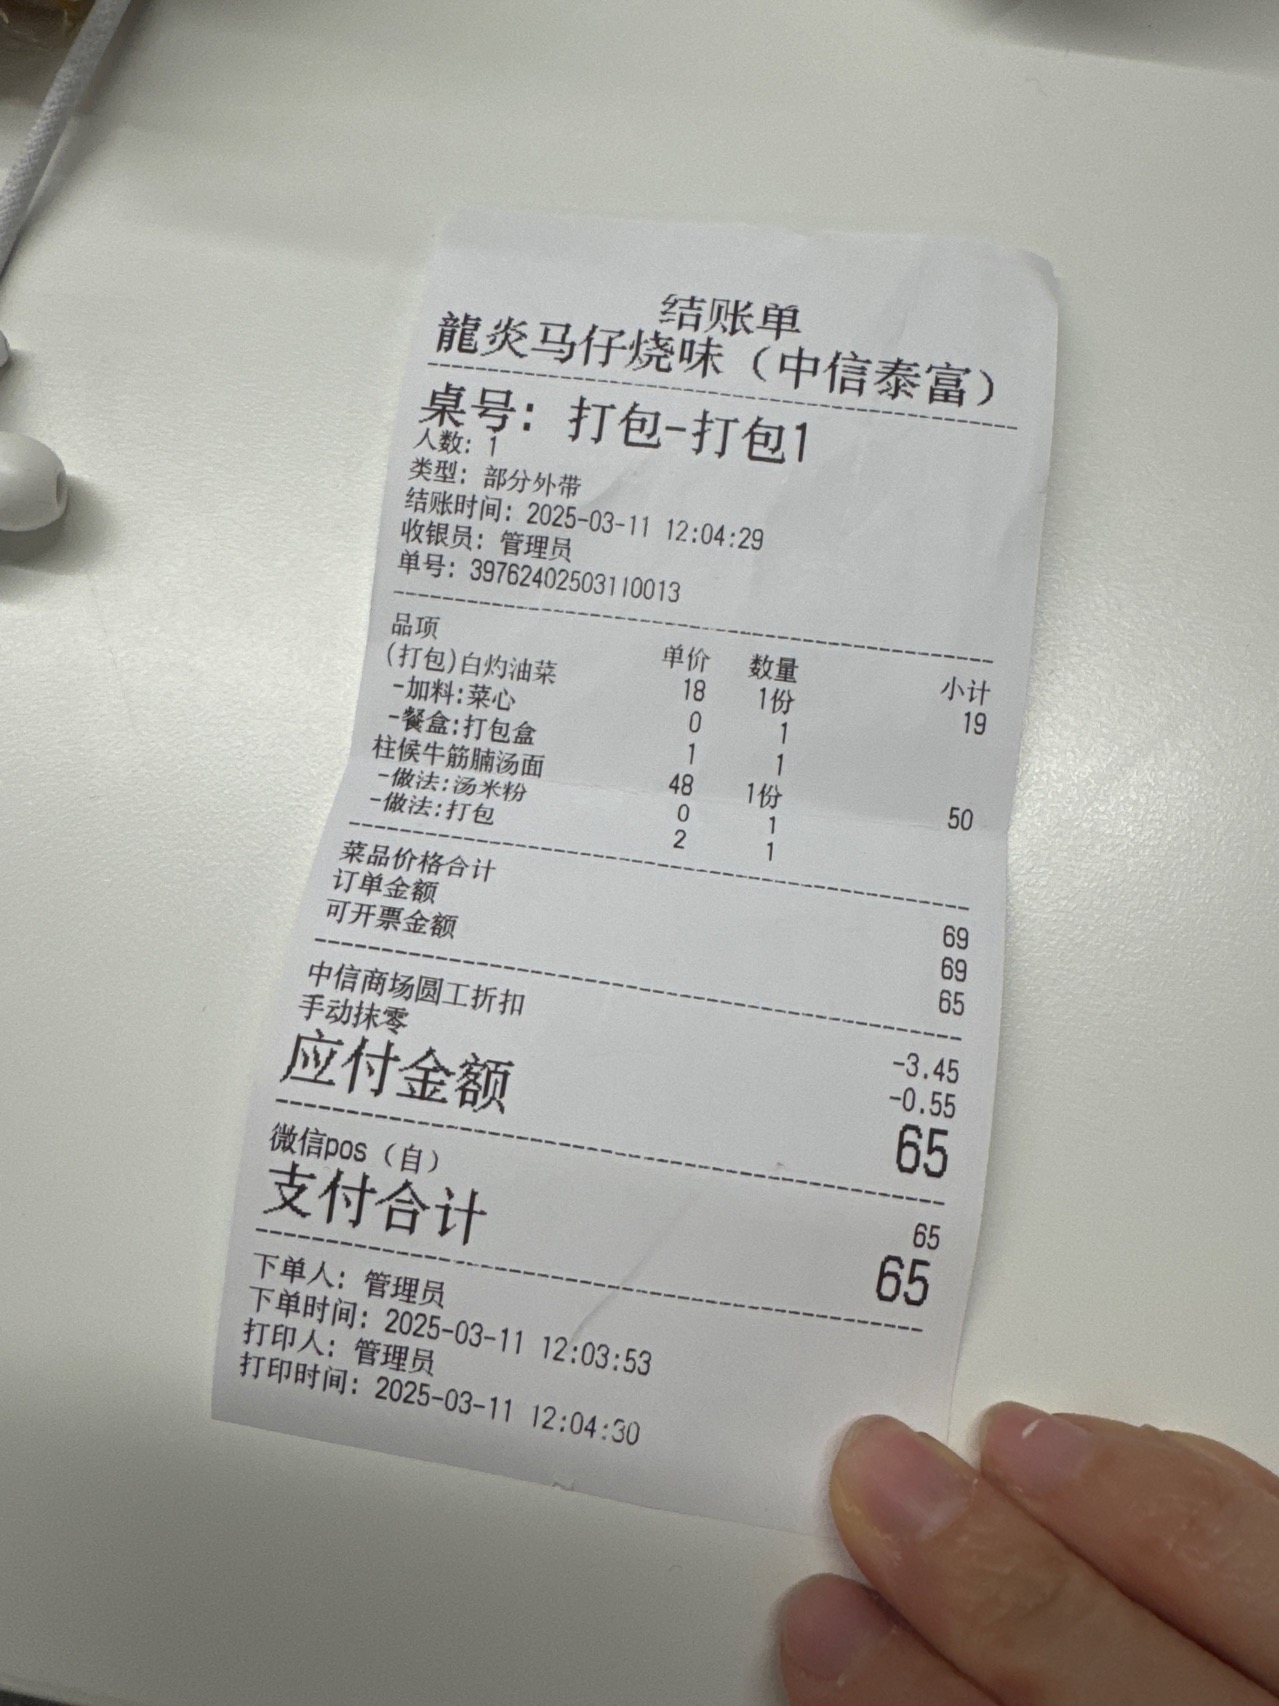 结账单
龍炎马仔烧味（中信泰富）
桌号：打包-打包1
人数：1
类型：部分外带
结账时间：2025-03-11 12:04:29
收银员：管理员
单号：39762402503110013
品项 单价 数量 小计
(打包)白灼油菜 18 1份 19
-加料:菜心 0 1
-餐盒:打包盒 1 1
柱候牛筋腩汤面 48 1份 50
-做法:汤米粉 0 1
-做法:打包 2 1
菜品价格合计 69
订单金额 69
可开票金额 65
中信商场圆工折扣 -3.45
手动抹零 -0.55
应付金额 65
微信pos（自） 65
支付合计 65
下单人：管理员
下单时间：2025-03-11 12:03:53
打印人：管理员
打印时间：2025-03-11 12:04:30